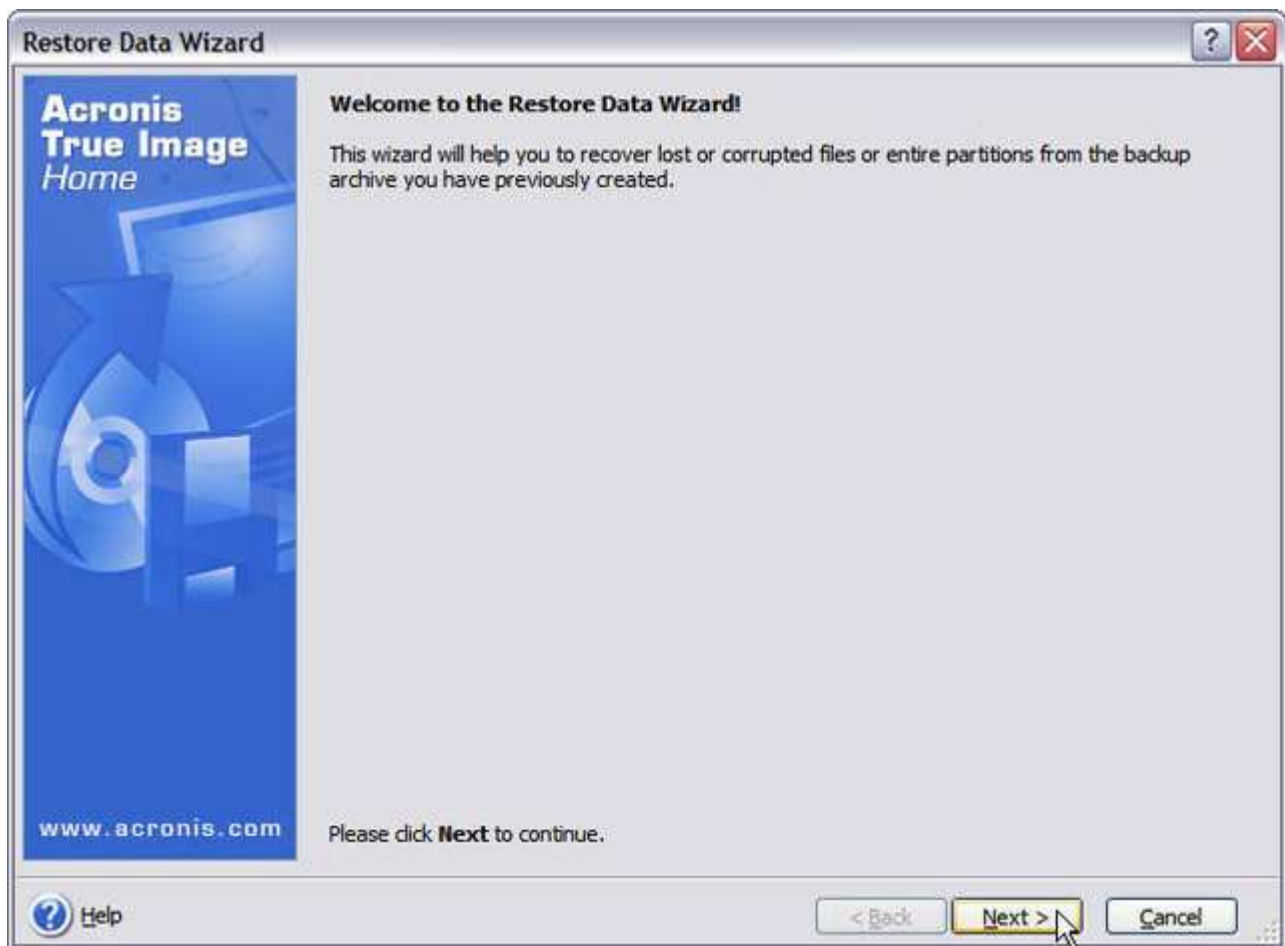 Restore Data Wizard
?
Acronis
True Image
Home
Welcome to the Restore Data Wizard!
This wizard will help you to recover lost or corrupted files or entire partitions from the backup
archive you have previously created.
www.acronis.com
Please click Next to continue.
? Help
< Back
Next >
Cancel